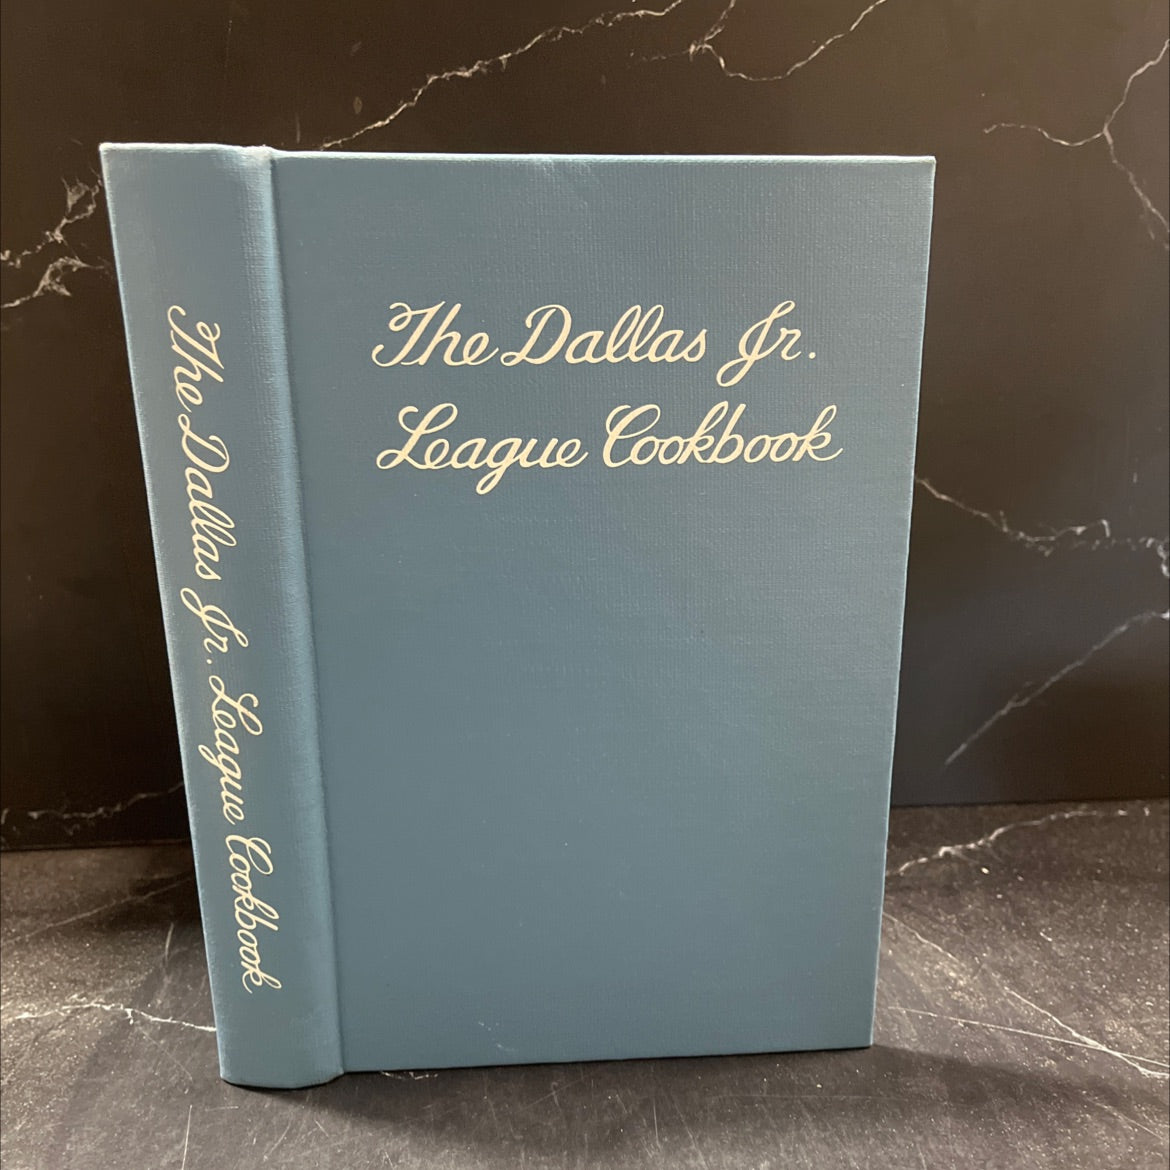 The Dallas Jr. League Cookbook
The Dallas Jr.
League Cookbook